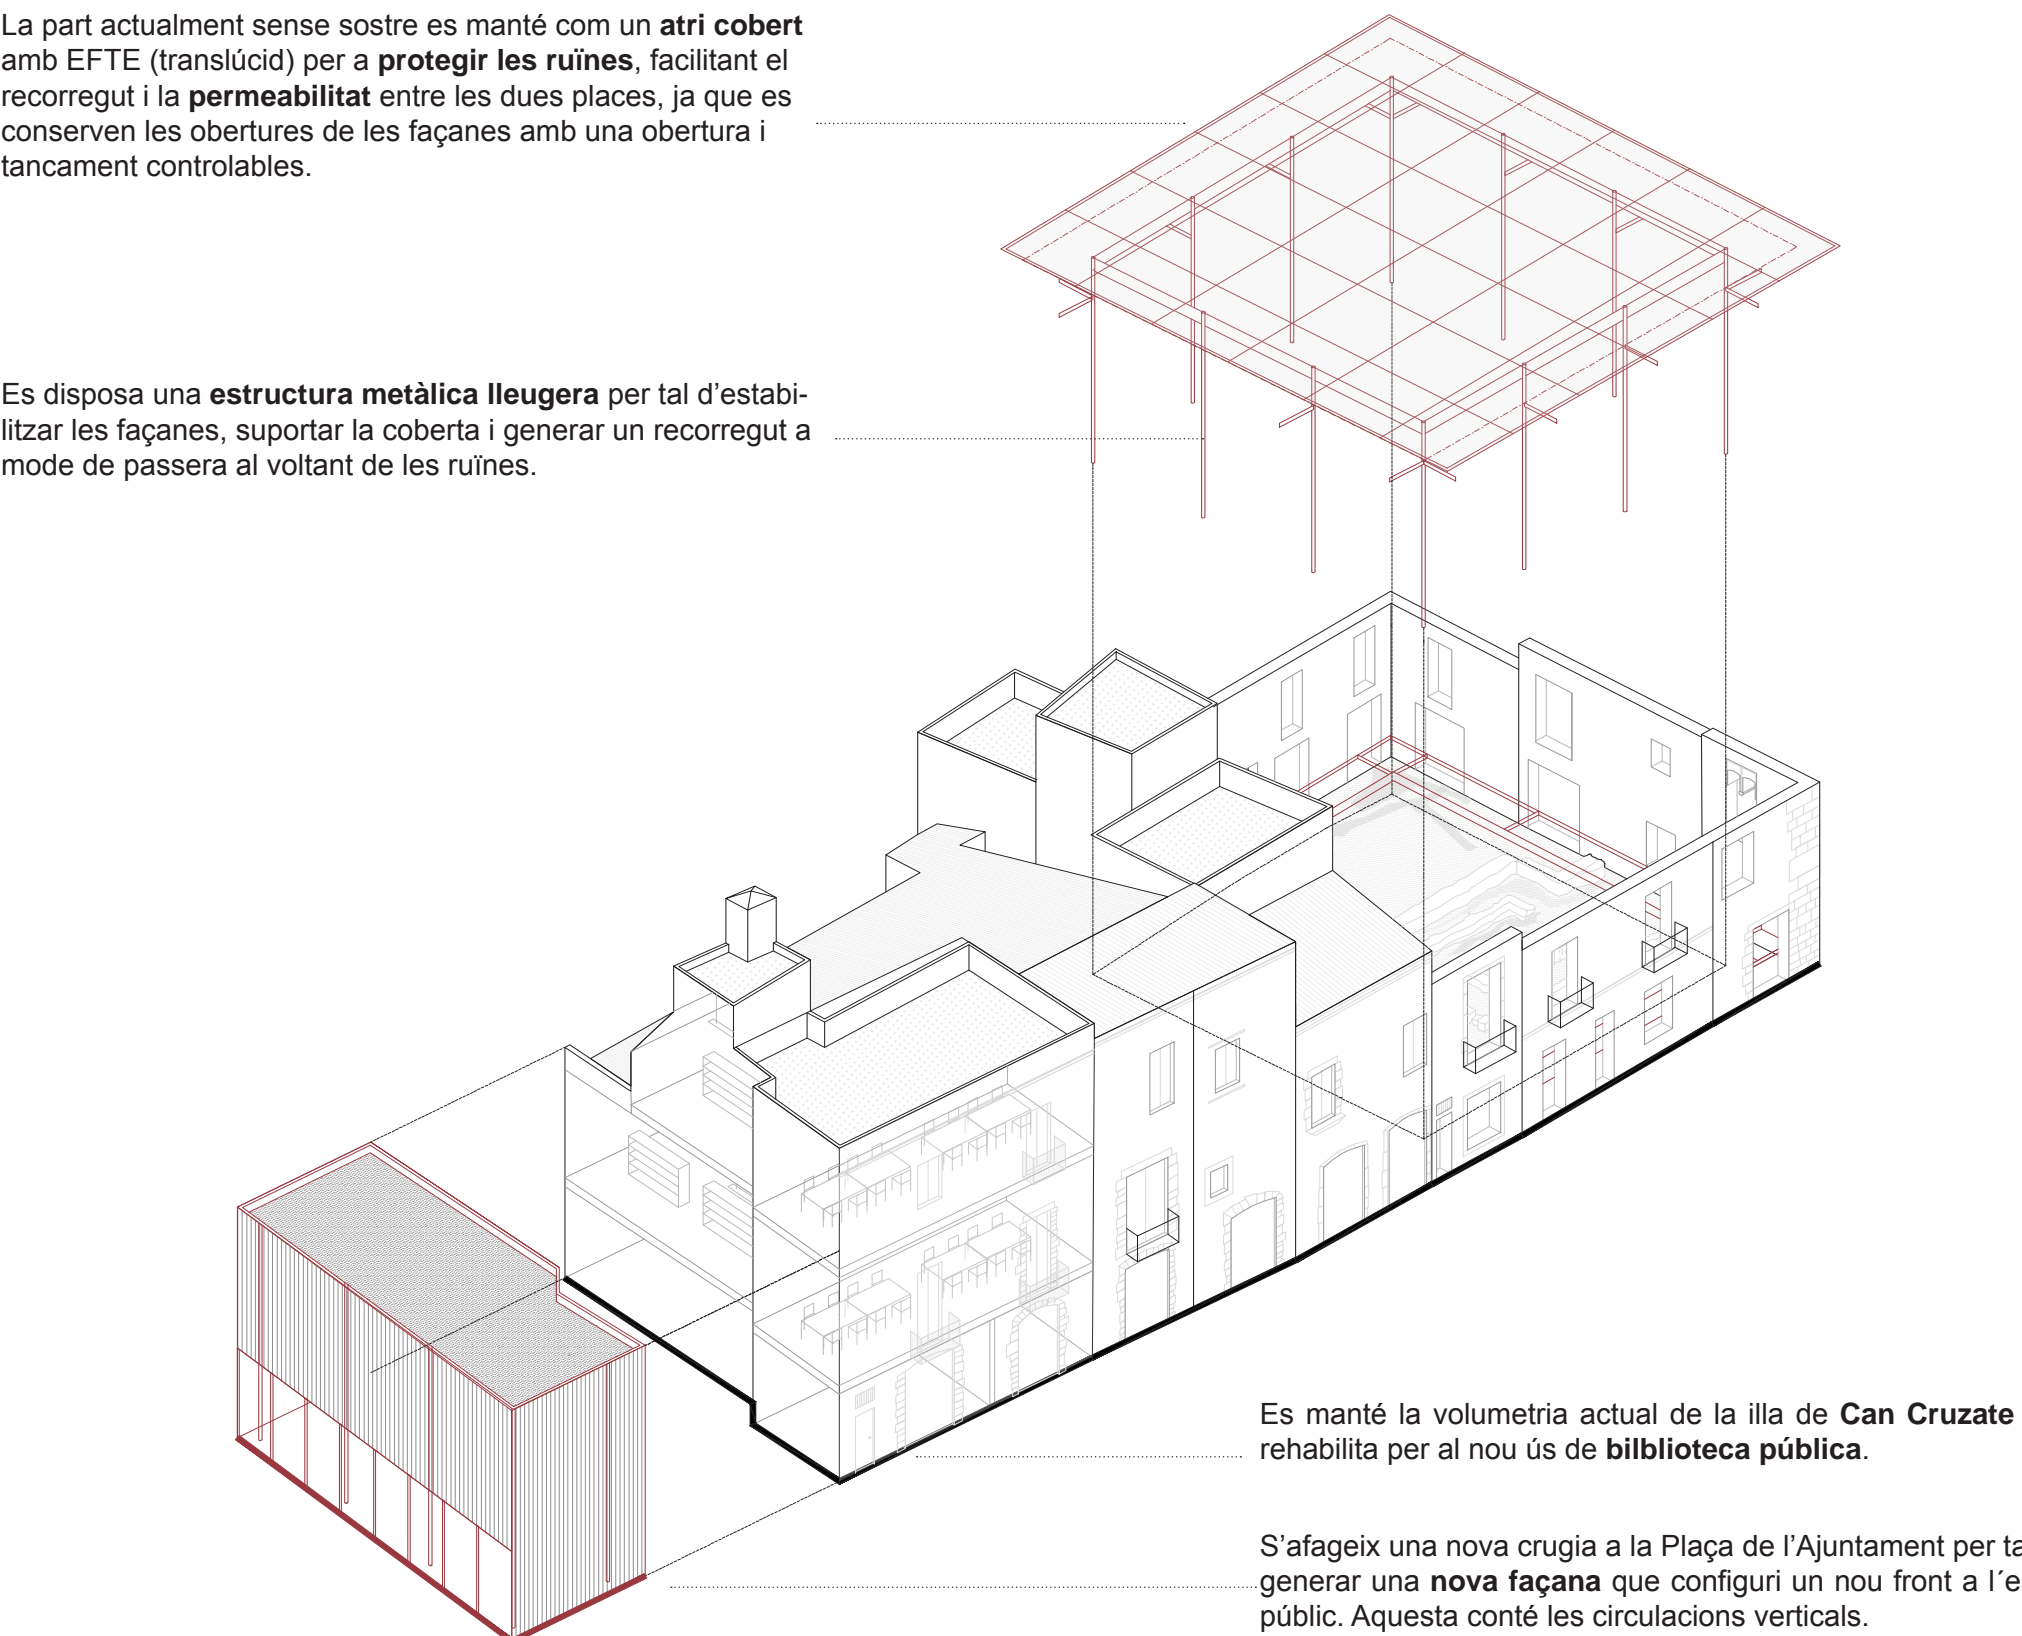 La part actualment sense sostre es manté com un atri cobert
amb EFTE (translúcid) per a protegir les ruïnes, facilitant el
recorregut i la permeabilitat entre les dues places, ja que es
conserven les obertures de les façanes amb una obertura i
tancament controlables.
Es disposa una estructura metàlica lleugera per tal d’estabi-
litzar les façanes, suportar la coberta i generar un recorregut a
mode de passera al voltant de les ruïnes.
Es manté la volumetria actual de la illa de Can Cruzate
rehabilita per al nou ús de bilblioteca pública.
S’afageix una nova crugia a la Plaça de l’Ajuntament per ta
generar una nova façana que configuri un nou front a l´e
públic. Aquesta conté les circulacions verticals.